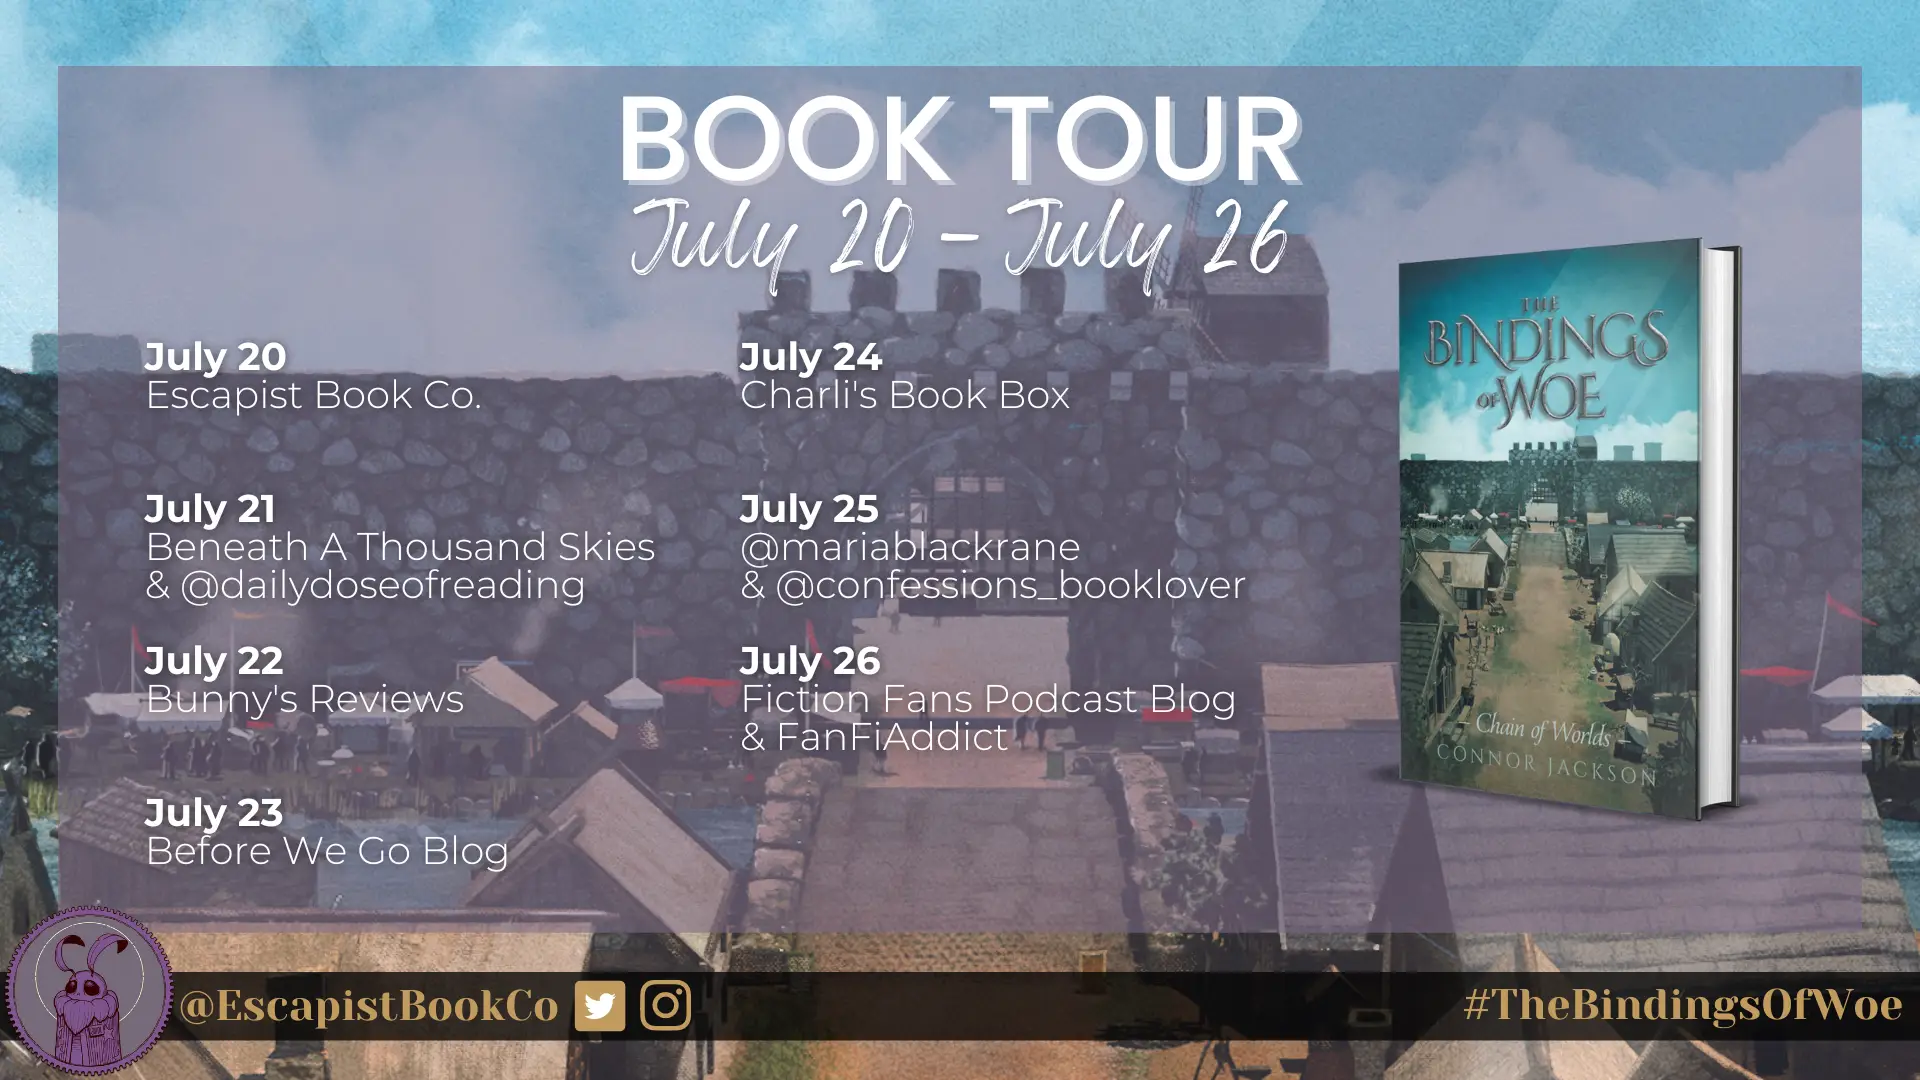 BOOK TOUR
July 20 - July 26
July 20
Escapist Book Co.
July 21
Beneath A Thousand Skies
& @dailydoseofreading
July 22
Bunny's Reviews
July 23
Before We Go Blog
July 24
Charli's Book Box
July 25
@mariablackrane
& @confessions_booklover
July 26
Fiction Fans Podcast Blog
& FanFiAddict
THE
BINDINGS
OF WOE
- Chain of Worlds -
CONNOR JACKSON
@EscapistBookCo
#TheBindingsOfWoe